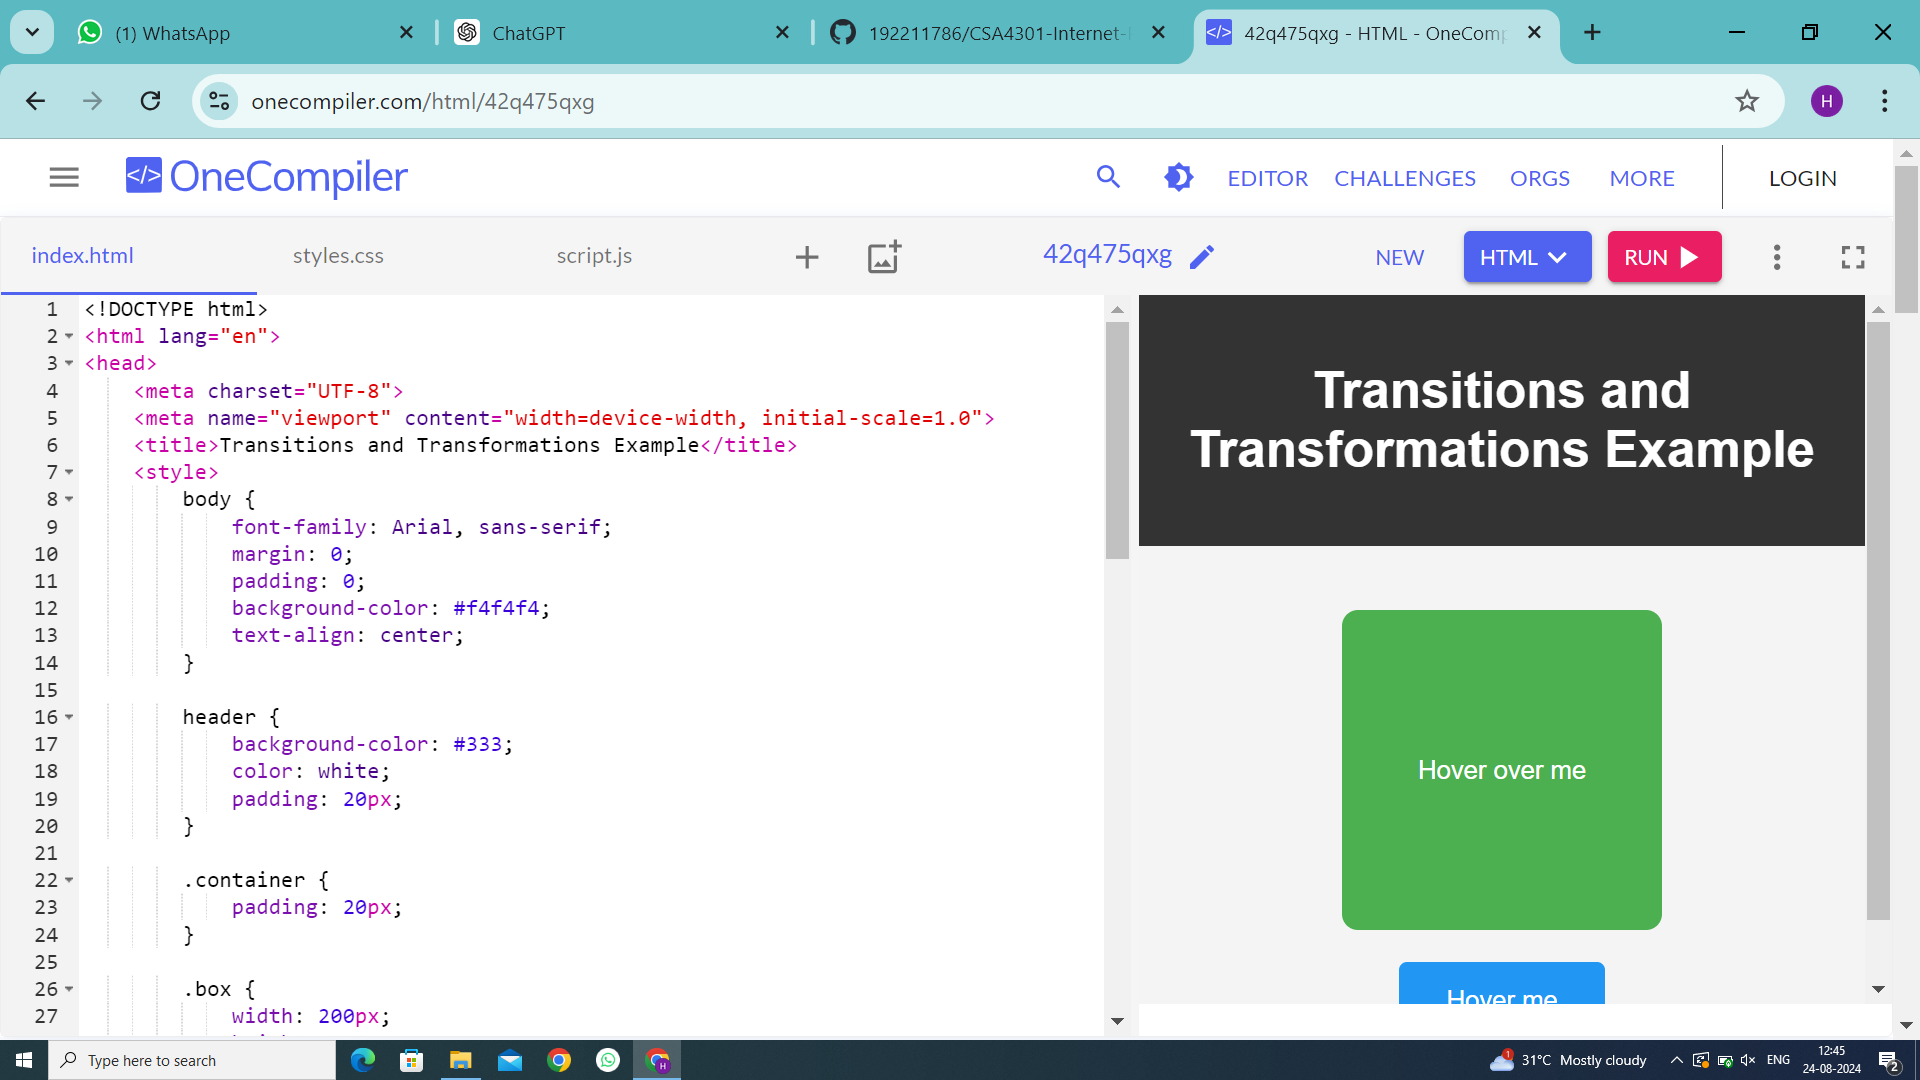 (1) WhatsApp
ChatGPT
192211786/CSA4301-Internet-
42q475qxg - HTML - OneComp
onecompiler.com/html/42q475qxg
H
</> OneCompiler
EDITOR CHALLENGES ORGS MORE LOGIN
index.html styles.css script.js 42q475qxg NEW HTML RUN
1 <!DOCTYPE html>
2 <html lang="en">
3 <head>
4 <meta charset="UTF-8">
5 <meta name="viewport" content="width=device-width, initial-scale=1.0">
6 <title>Transitions and Transformations Example</title>
7 <style>
8 body {
9 font-family: Arial, sans-serif;
10 margin: 0;
11 padding: 0;
12 background-color: #f4f4f4;
13 text-align: center;
14 }
15
16 header {
17 background-color: #333;
18 color: white;
19 padding: 20px;
20 }
21
22 .container {
23 padding: 20px;
24 }
25
26 .box {
27 width: 200px;
Transitions and
Transformations Example
Hover over me
Hover me
Type here to search
H
1
31°C Mostly cloudy
ENG
12:45
24-08-2024
2